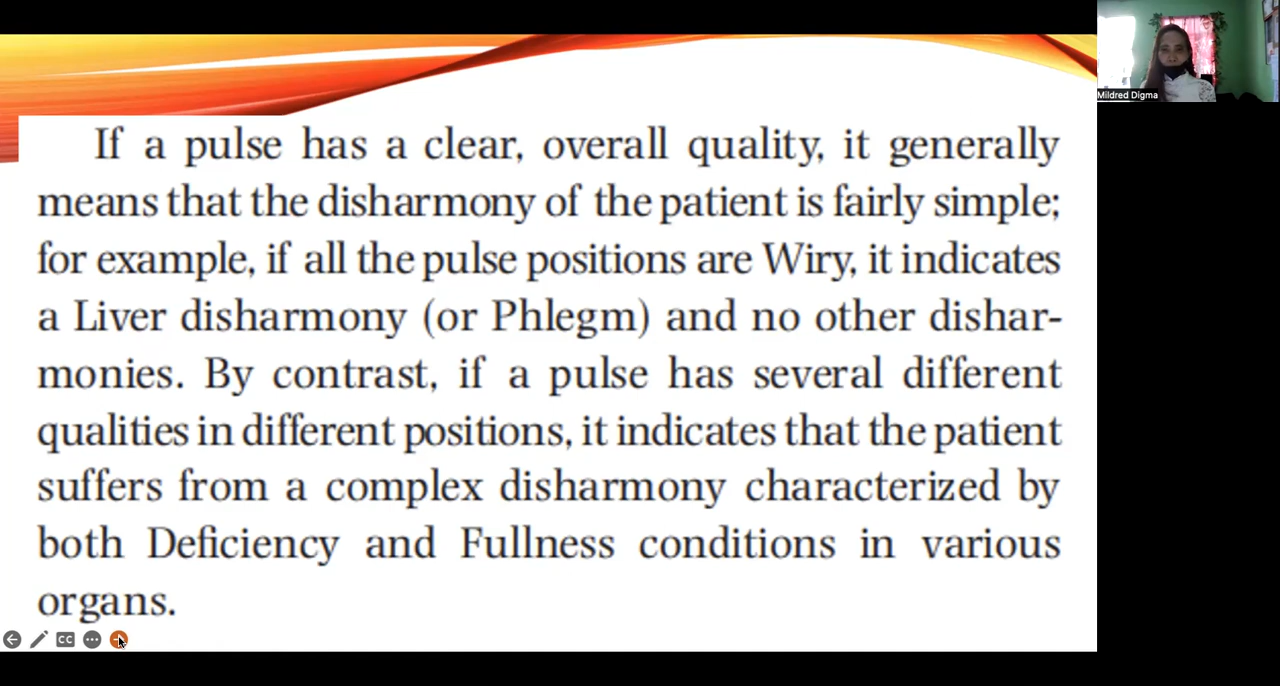 Mildred Digma
If a pulse has a clear, overall quality, it generally
means that the disharmony of the patient is fairly simple;
for example, if all the pulse positions are Wiry, it indicates
a Liver disharmony (or Phlegm) and no other dishar-
monies. By contrast, if a pulse has several different
qualities in different positions, it indicates that the patient
suffers from a complex disharmony characterized by
both Deficiency and Fullness conditions in various
organs.
CC